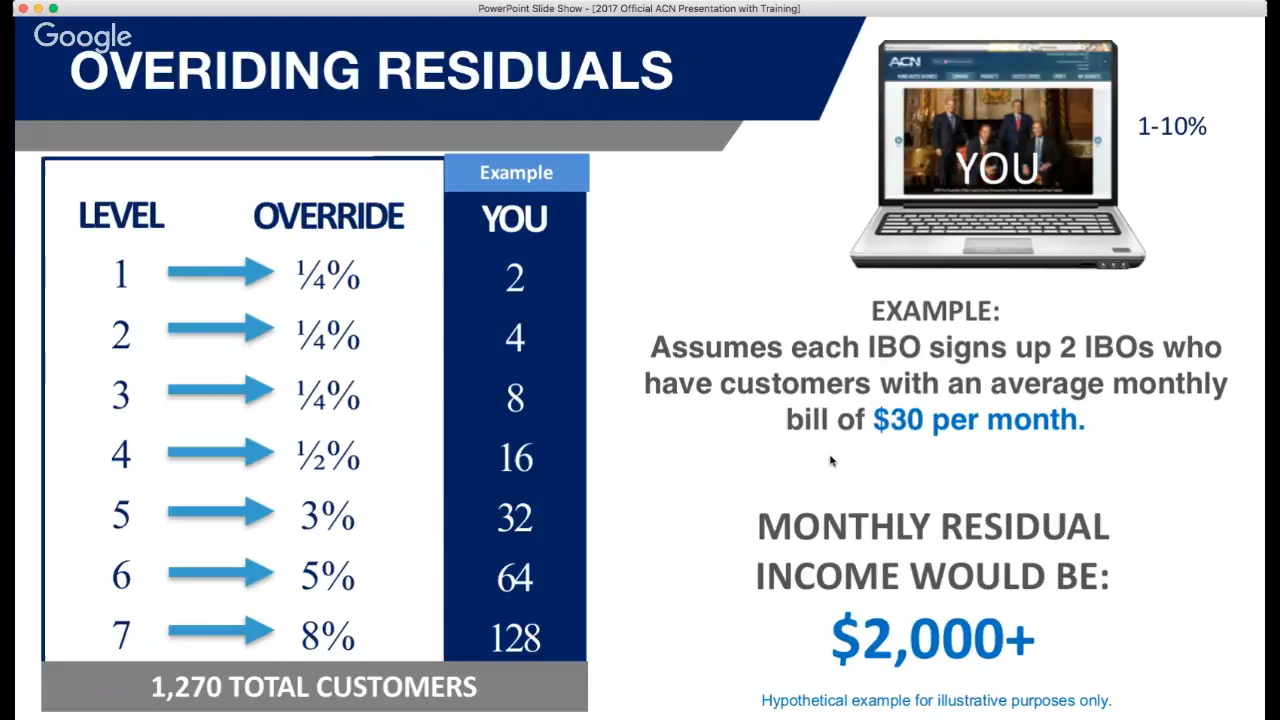 PowerPoint Slide Show - [2017 Official ACN Presentation with Training]
Google
OVERIDING RESIDUALS
ACN
YOU
1-10%
Example
LEVEL OVERRIDE YOU
1 ¼% 2
2 ¼% 4
3 ¼% 8
4 ½% 16
5 3% 32
6 5% 64
7 8% 128
1,270 TOTAL CUSTOMERS
EXAMPLE:
Assumes each IBO signs up 2 IBOs who
have customers with an average monthly
bill of $30 per month.
MONTHLY RESIDUAL
INCOME WOULD BE:
$2,000+
Hypothetical example for illustrative purposes only.